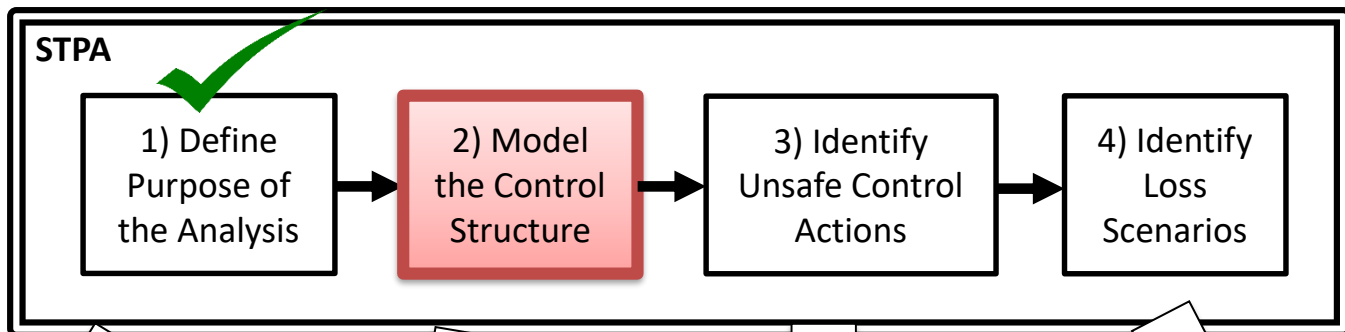 STPA
1) Define
Purpose of
the Analysis
2) Model
the Control
Structure
3) Identify
Unsafe Control
Actions
4) Identify
Loss
Scenarios